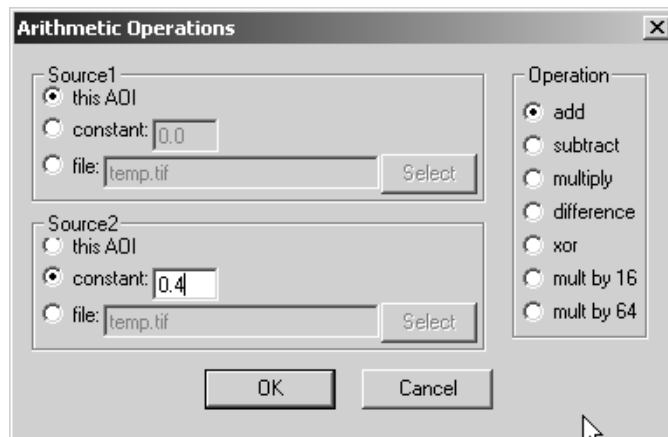 Arithmetic Operations
Source1
this AOI
constant: 0.0
file: temp.tif Select
Source2
this AOI
constant: 0.4
file: temp.tif Select
Operation
add
subtract
multiply
difference
xor
mult by 16
mult by 64
OK Cancel